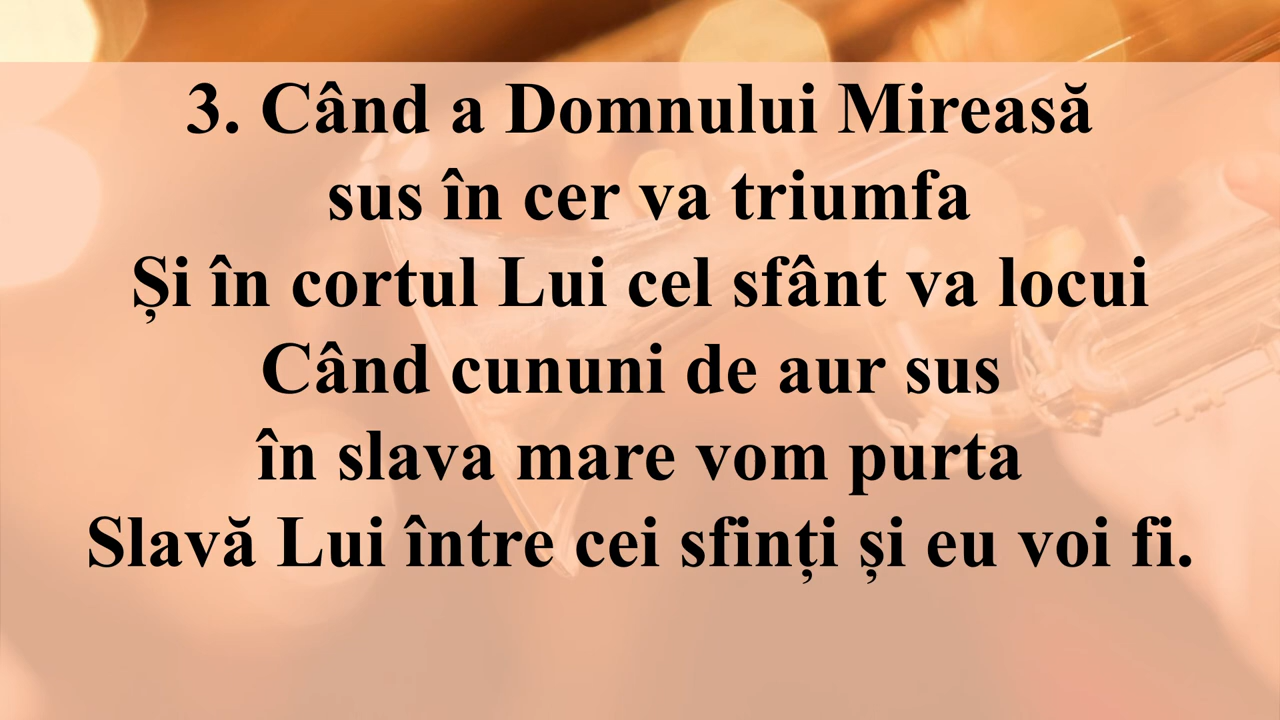 3. Când a Domnului Mireasă
sus în cer va triumfa
Și în cortul Lui cel sfânt va locui
Când cununi de aur sus
în slava mare vom purta
Slavă Lui între cei sfinți și eu voi fi.